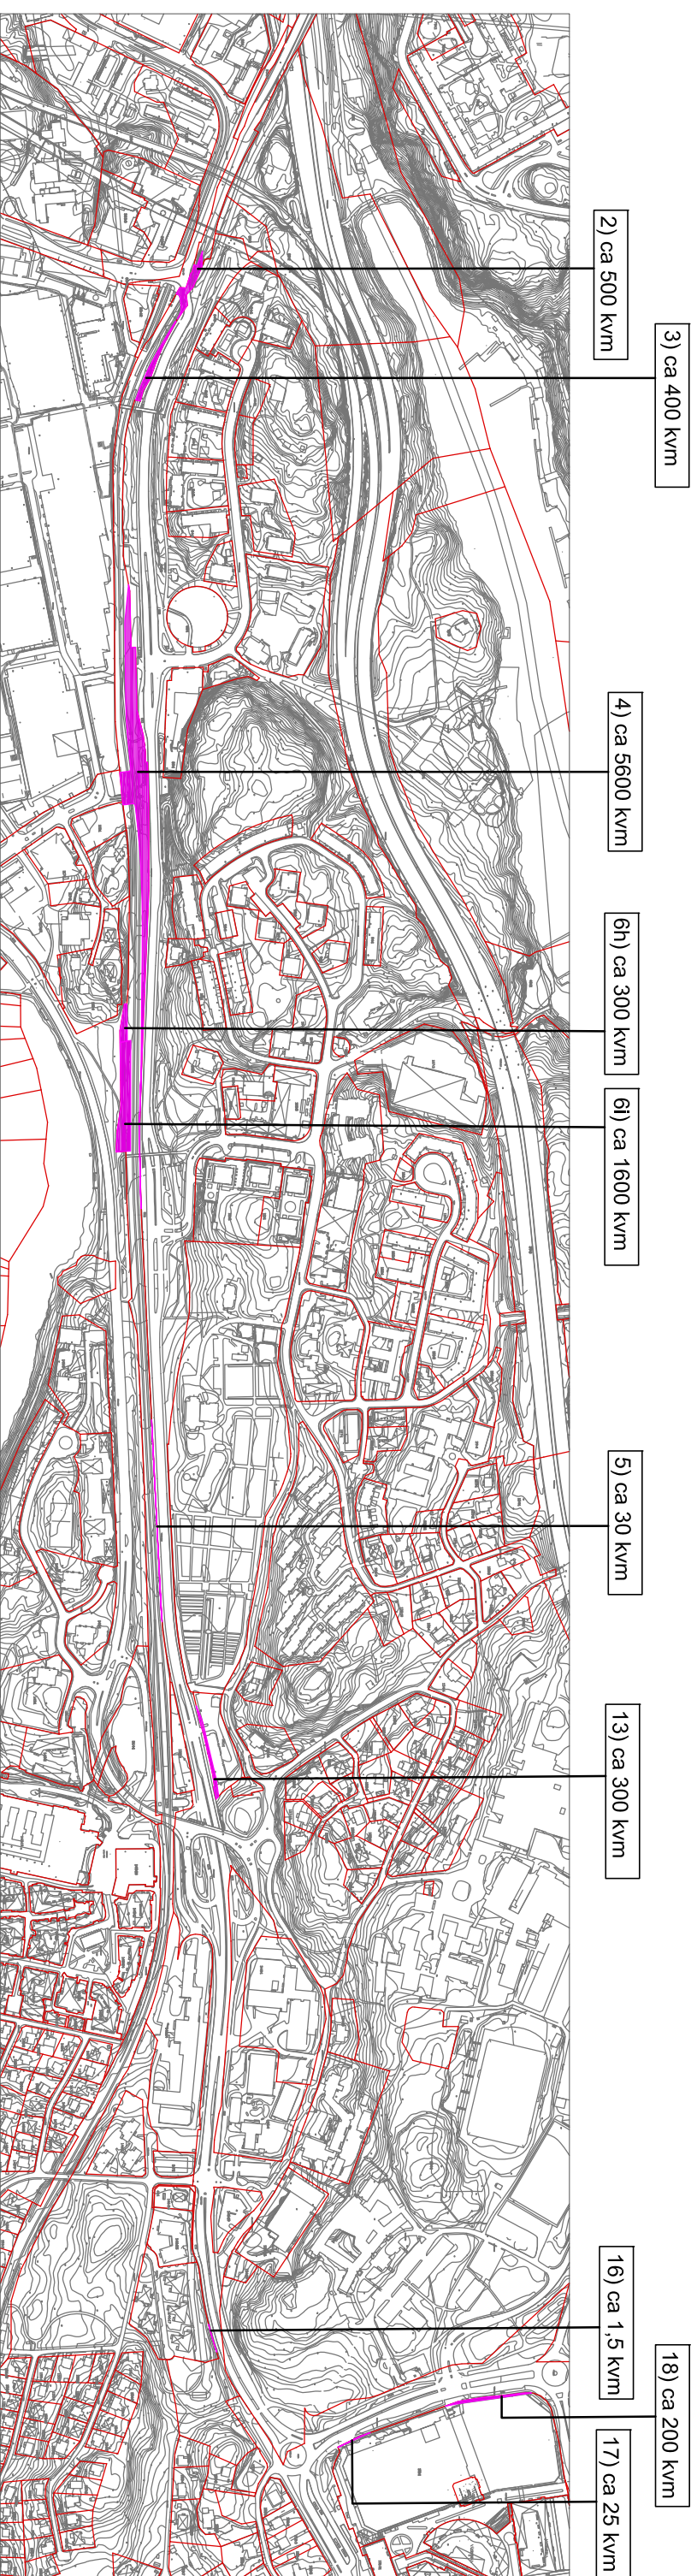 2) ca 500 kvm
3) ca 400 kvm
4) ca 5600 kvm
6h) ca 300 kvm
6i) ca 1600 kvm
5) ca 30 kvm
13) ca 300 kvm
16) ca 1,5 kvm
18) ca 200 kvm
17) ca 25 kvm